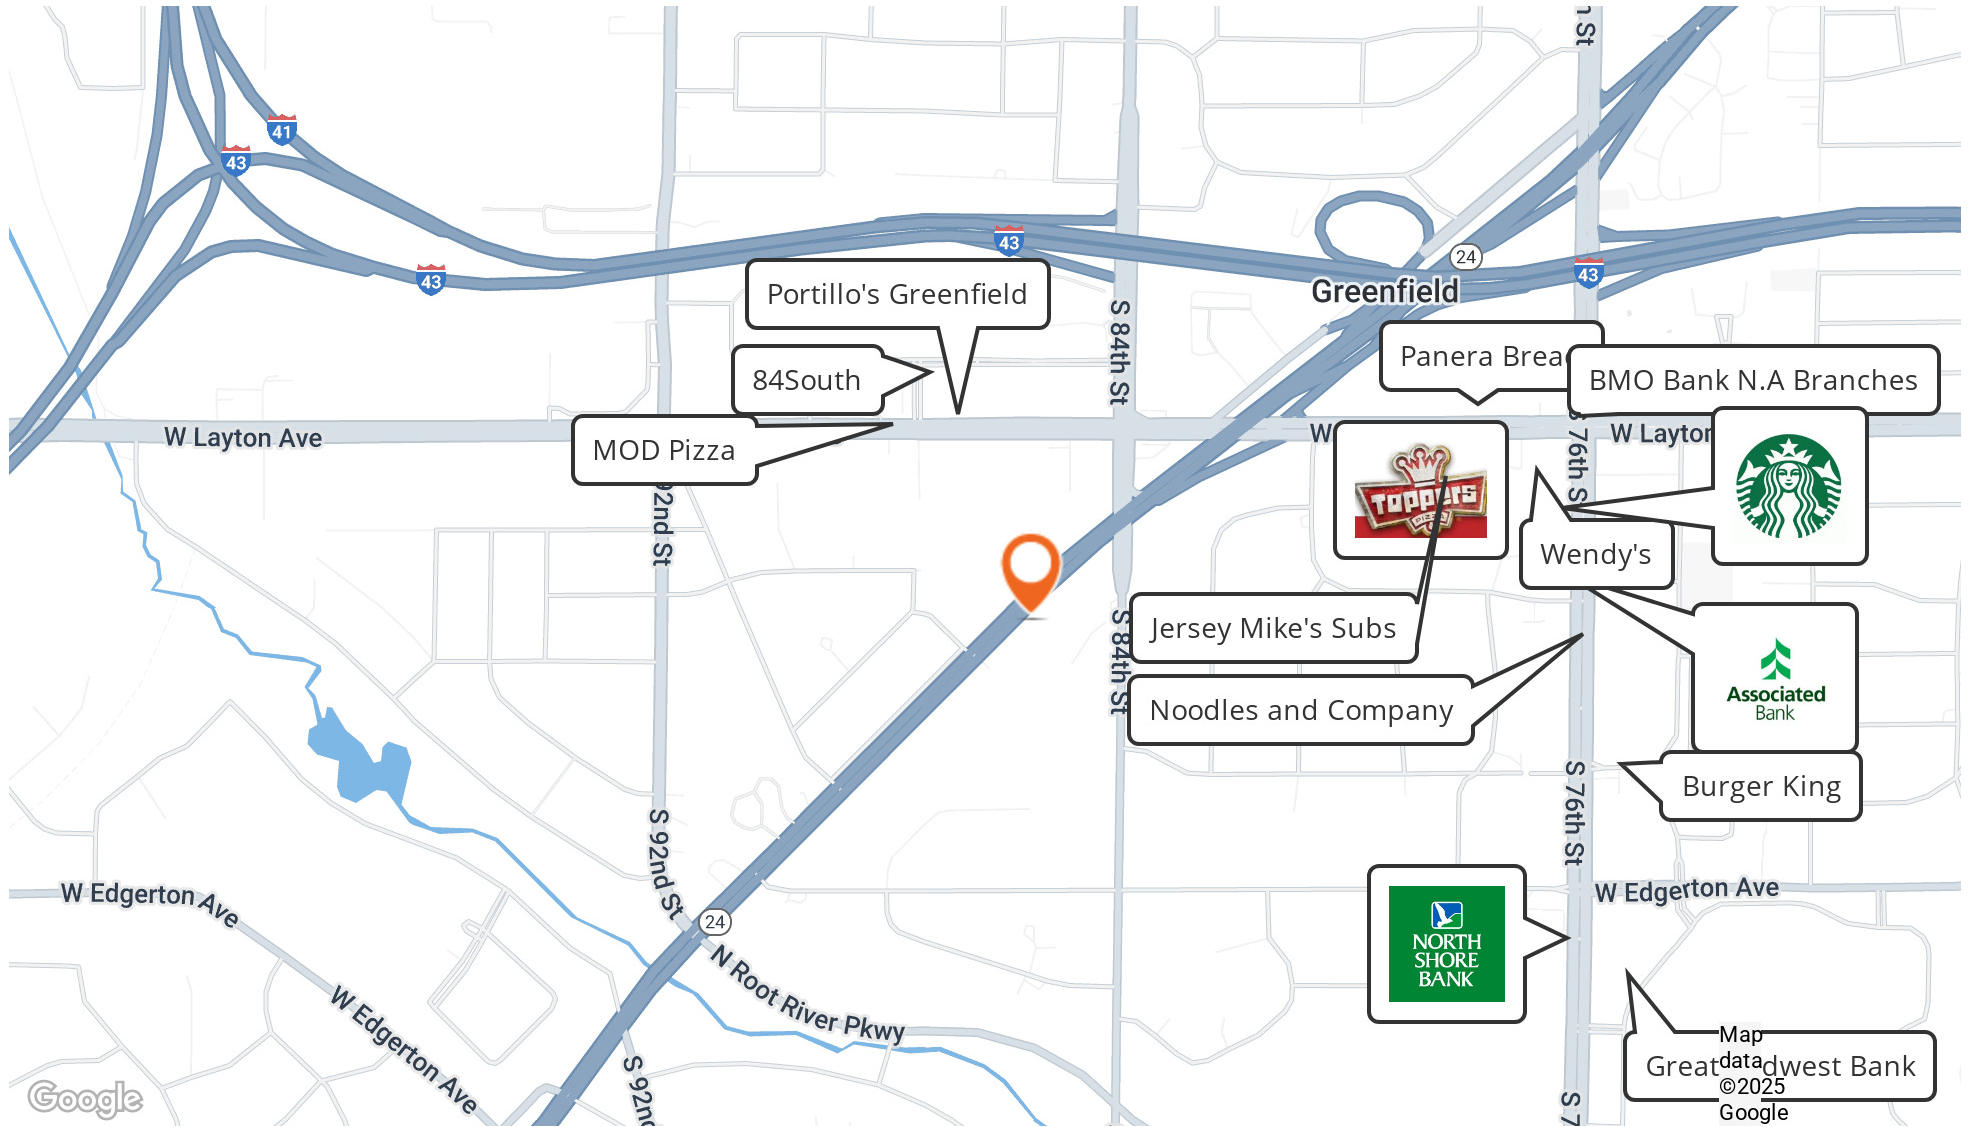 n St
41
43
43
43
24
43
Greenfield
Portillo's Greenfield
S 84th St
84South
Panera Brea
BMO Bank N.A Branches
W Layton Ave
MOD Pizza
W
S 76th S
W Layton
TOPPERS
PIZZA
92nd St
Wendy's
Jersey Mike's Subs
S 84th St
Noodles and Company
Associated
Bank
Burger King
S 76th St
S 92nd St
W Edgerton Ave
W Edgerton Ave
24
NORTH
SHORE
BANK
N Root River Pkwy
W Edgerton Ave
Great dwest Bank
Map
data
©2025
Google
S 92nd
S 7
Google